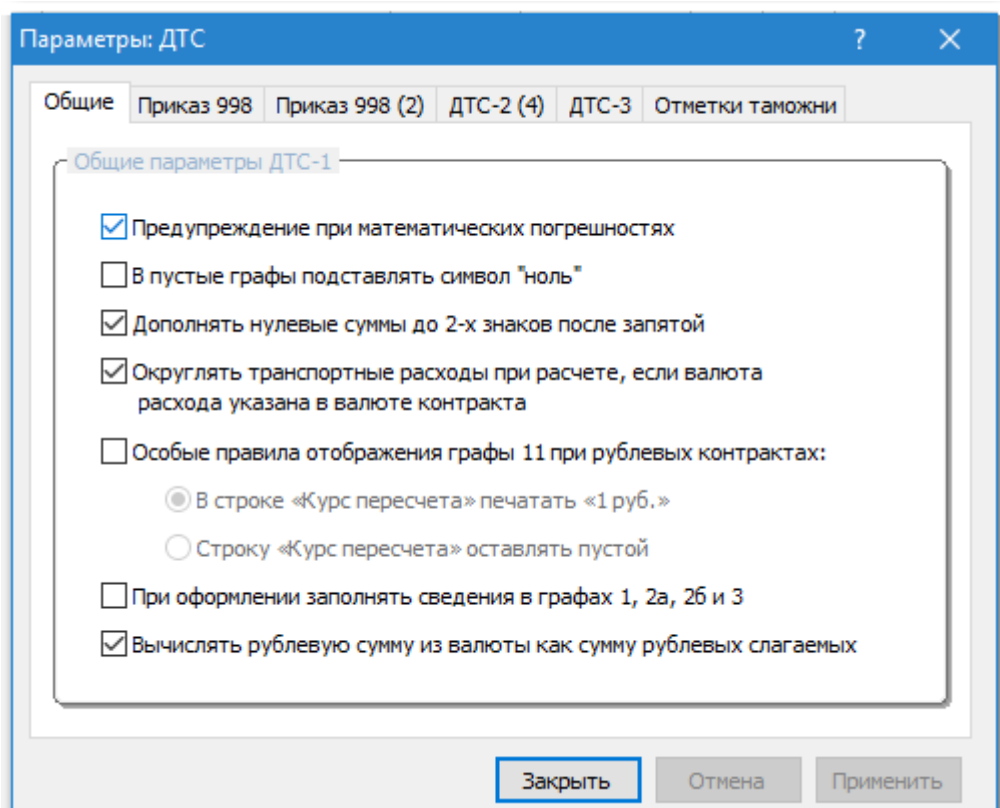 Параметры: ДТС ?
Общие Приказ 998 Приказ 998 (2) ДТС-2 (4) ДТС-3 Отметки таможни
Общие параметры ДТС-1
Предупреждение при математических погрешностях
В пустые графы подставлять символ "ноль"
Дополнять нулевые суммы до 2-х знаков после запятой
Округлять транспортные расходы при расчете, если валюта
расхода указана в валюте контракта
Особые правила отображения графы 11 при рублевых контрактах:
В строке «Курс пересчета» печатать «1 руб.»
Строку «Курс пересчета» оставлять пустой
При оформлении заполнять сведения в графах 1, 2а, 2б и 3
Вычислять рублевую сумму из валюты как сумму рублевых слагаемых
Закрыть Отмена Применить